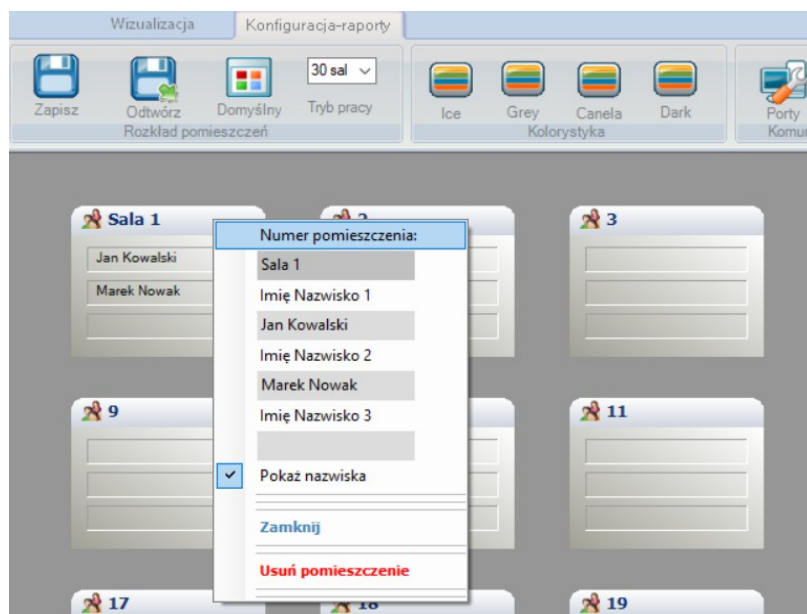 Wizualizacja Konfiguracja-raporty
30 sal
Zapisz Odtwórz Domyślny Tryb pracy Ice Grey Canela Dark Porty
Rozkład pomieszczeń Kolorystyka
Sala 1 2 3
Jan Kowalski
Marek Nowak
Numer pomieszczenia:
Sala 1
Imię Nazwisko 1
Jan Kowalski
Imię Nazwisko 2
Marek Nowak
Imię Nazwisko 3
Pokaż nazwiska
Zamknij
Usuń pomieszczenie
9 11
17 18 19